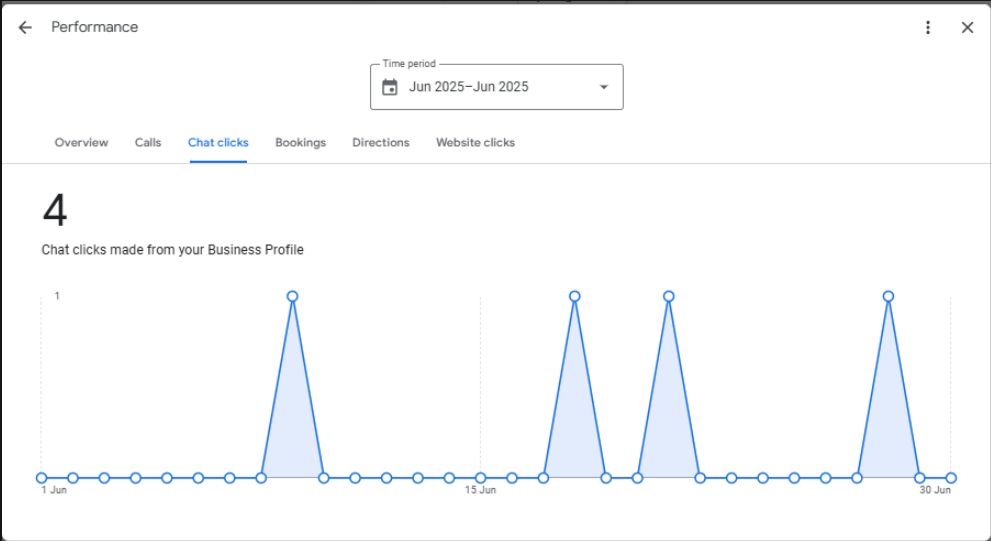 Performance
Time period
Jun 2025–Jun 2025
Overview Calls Chat clicks Bookings Directions Website clicks
4
Chat clicks made from your Business Profile
1
1 Jun 15 Jun 30 Jun